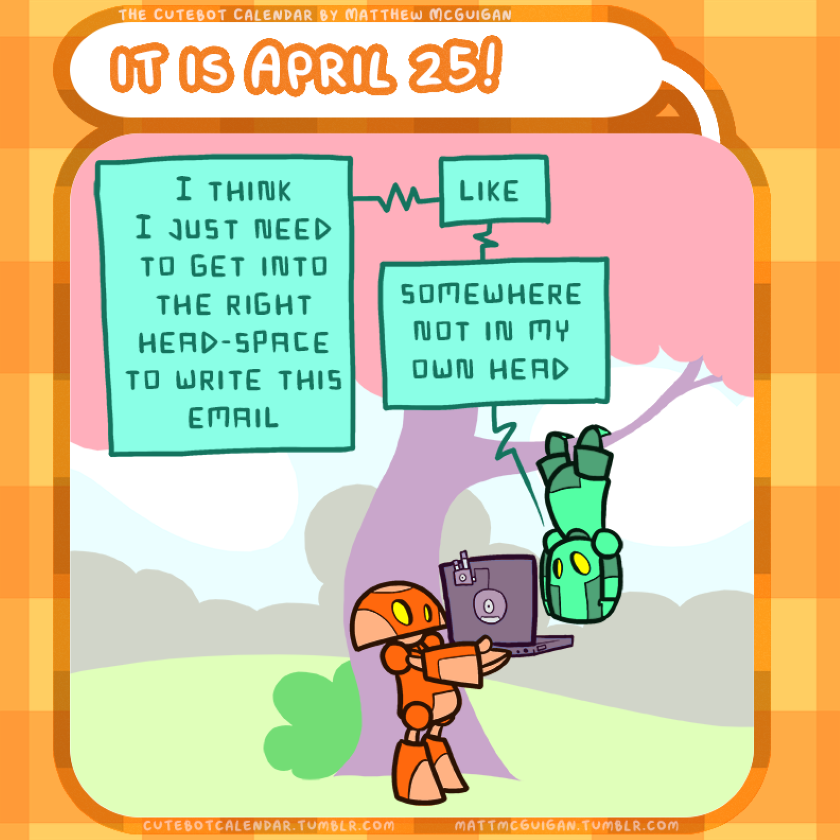 THE CUTEBOT CALENDAR BY MATTHEW MCGUIGAN
IT IS APRIL 25!
I THINK
I JUST NEED
TO GET INTO
THE RIGHT
HEAD-SPACE
TO WRITE THIS
EMAIL
LIKE
SOMEWHERE
NOT IN MY
OWN HEAD
CUTEBOTCALENDAR.TUMBLR.COM
MATTMCGUIGAN.TUMBLR.COM